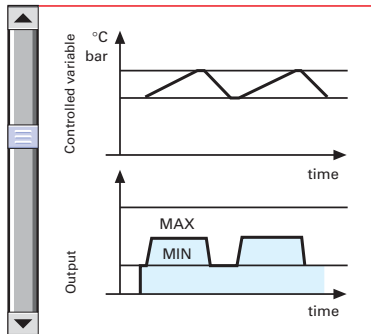 °C
bar
Controlled variable
time
MAX
MIN
Output
time